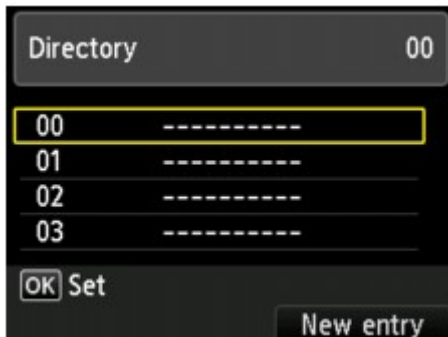 Directory 00
00 ----------
01 ----------
02 ----------
03 ----------
OK Set
New entry